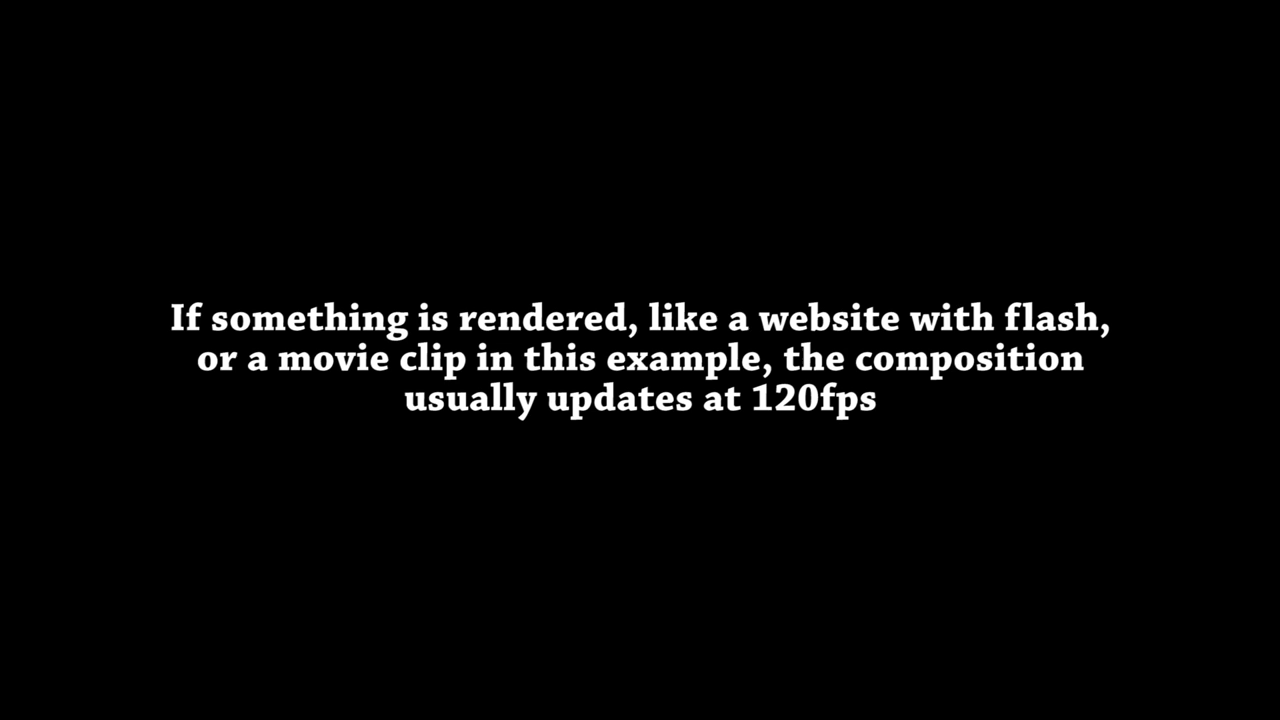 If something is rendered, like a website with flash,
or a movie clip in this example, the composition
usually updates at 120fps